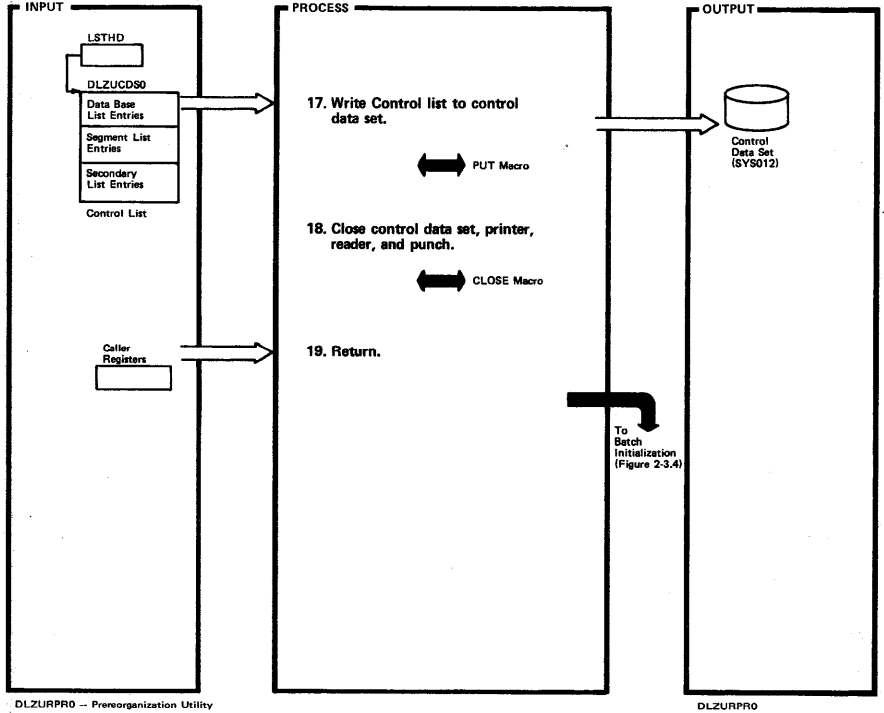 INPUT
LSTHD
DLZUCDS0
Data Base
List Entries
Segment List
Entries
Secondary
List Entries
Control List
Caller
Registers
PROCESS
17. Write Control list to control
data set.
PUT Macro
18. Close control data set, printer,
reader, and punch.
CLOSE Macro
19. Return.
To
Batch
Initialization
(Figure 2-3.4)
OUTPUT
Control
Data Set
(SYS012)
DLZURPR0 -- Prereorganization Utility
DLZURPR0